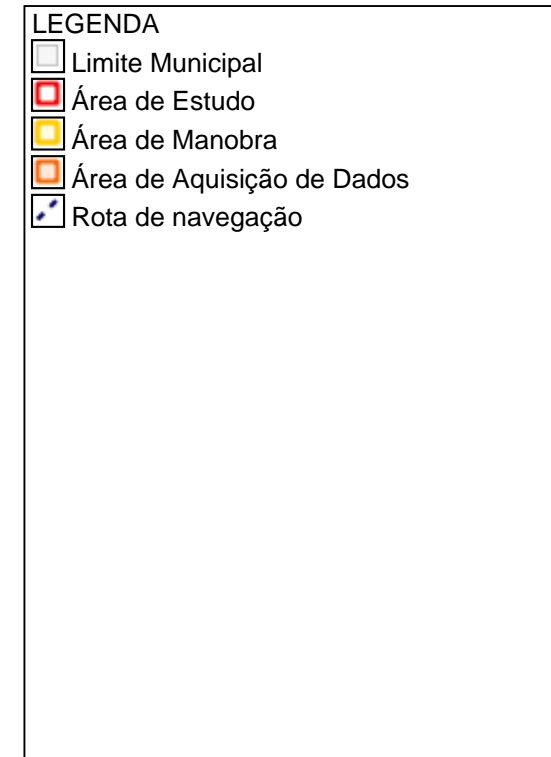 LEGENDA
Limite Municipal
Área de Estudo
Área de Manobra
Área de Aquisição de Dados
Rota de navegação